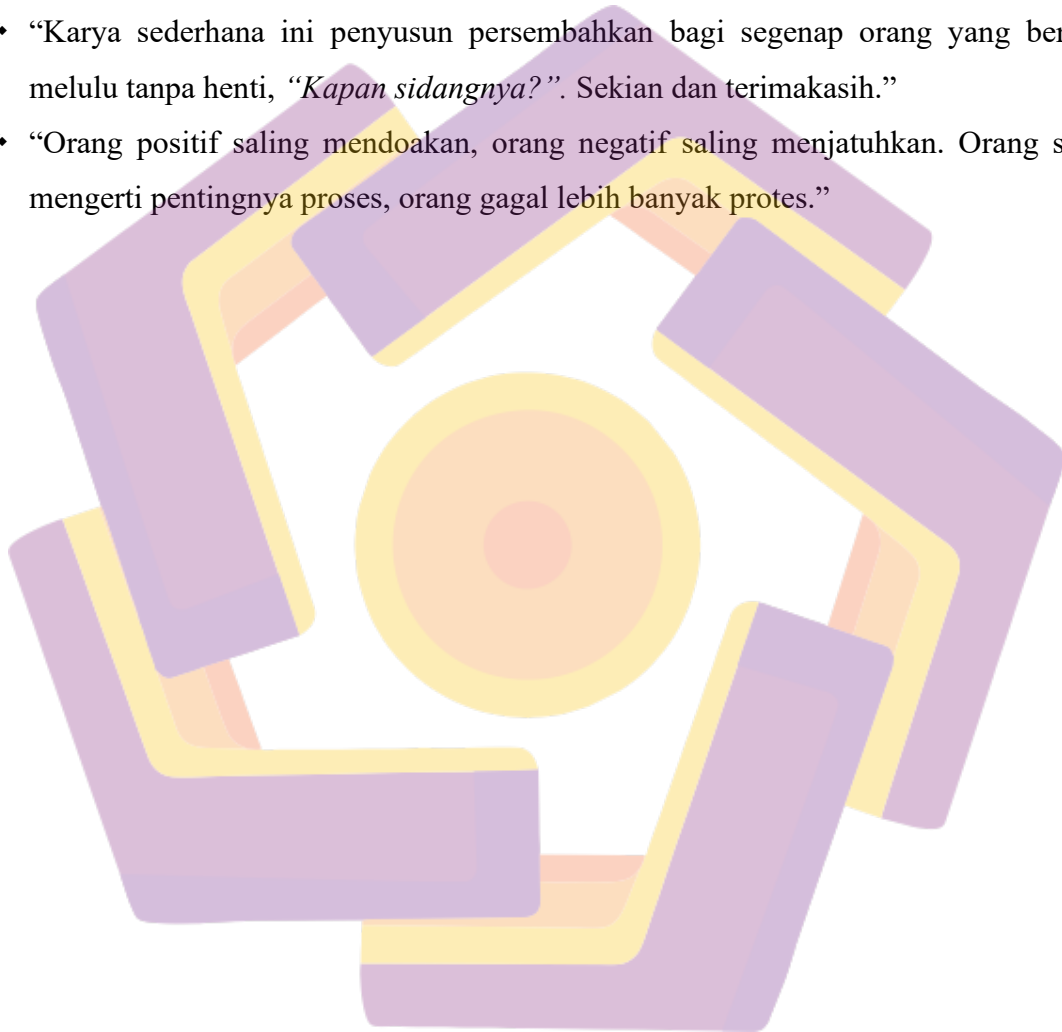 “Karya sederhana ini penyusun persembahkan bagi segenap orang yang
melulu tanpa henti, “Kapan sidangnya?”. Sekian dan terimakasih.”
“Orang positif saling mendoakan, orang negatif saling menjatuhkan. Orang
mengerti pentingnya proses, orang gagal lebih banyak protes.”